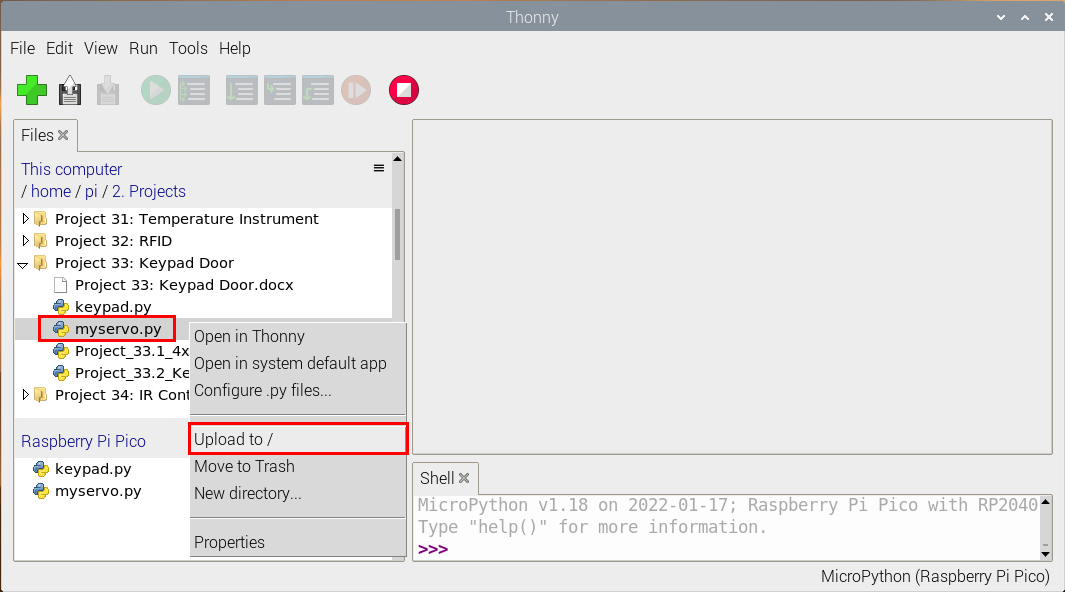 Thonny
File Edit View Run Tools Help
Files
This computer
/ home / pi / 2. Projects
Project 31: Temperature Instrument
Project 32: RFID
Project 33: Keypad Door
Project 33: Keypad Door.docx
keypad.py
myservo.py
Project_33.1_4x
Project_33.2_Ke
Project 34: IR Cont
Open in Thonny
Open in system default app
Configure .py files...
Upload to /
Move to Trash
New directory...
Properties
Raspberry Pi Pico
keypad.py
myservo.py
Shell
MicroPython v1.18 on 2022-01-17; Raspberry Pi Pico with RP2040
Type "help()" for more information.
>>>
MicroPython (Raspberry Pi Pico)